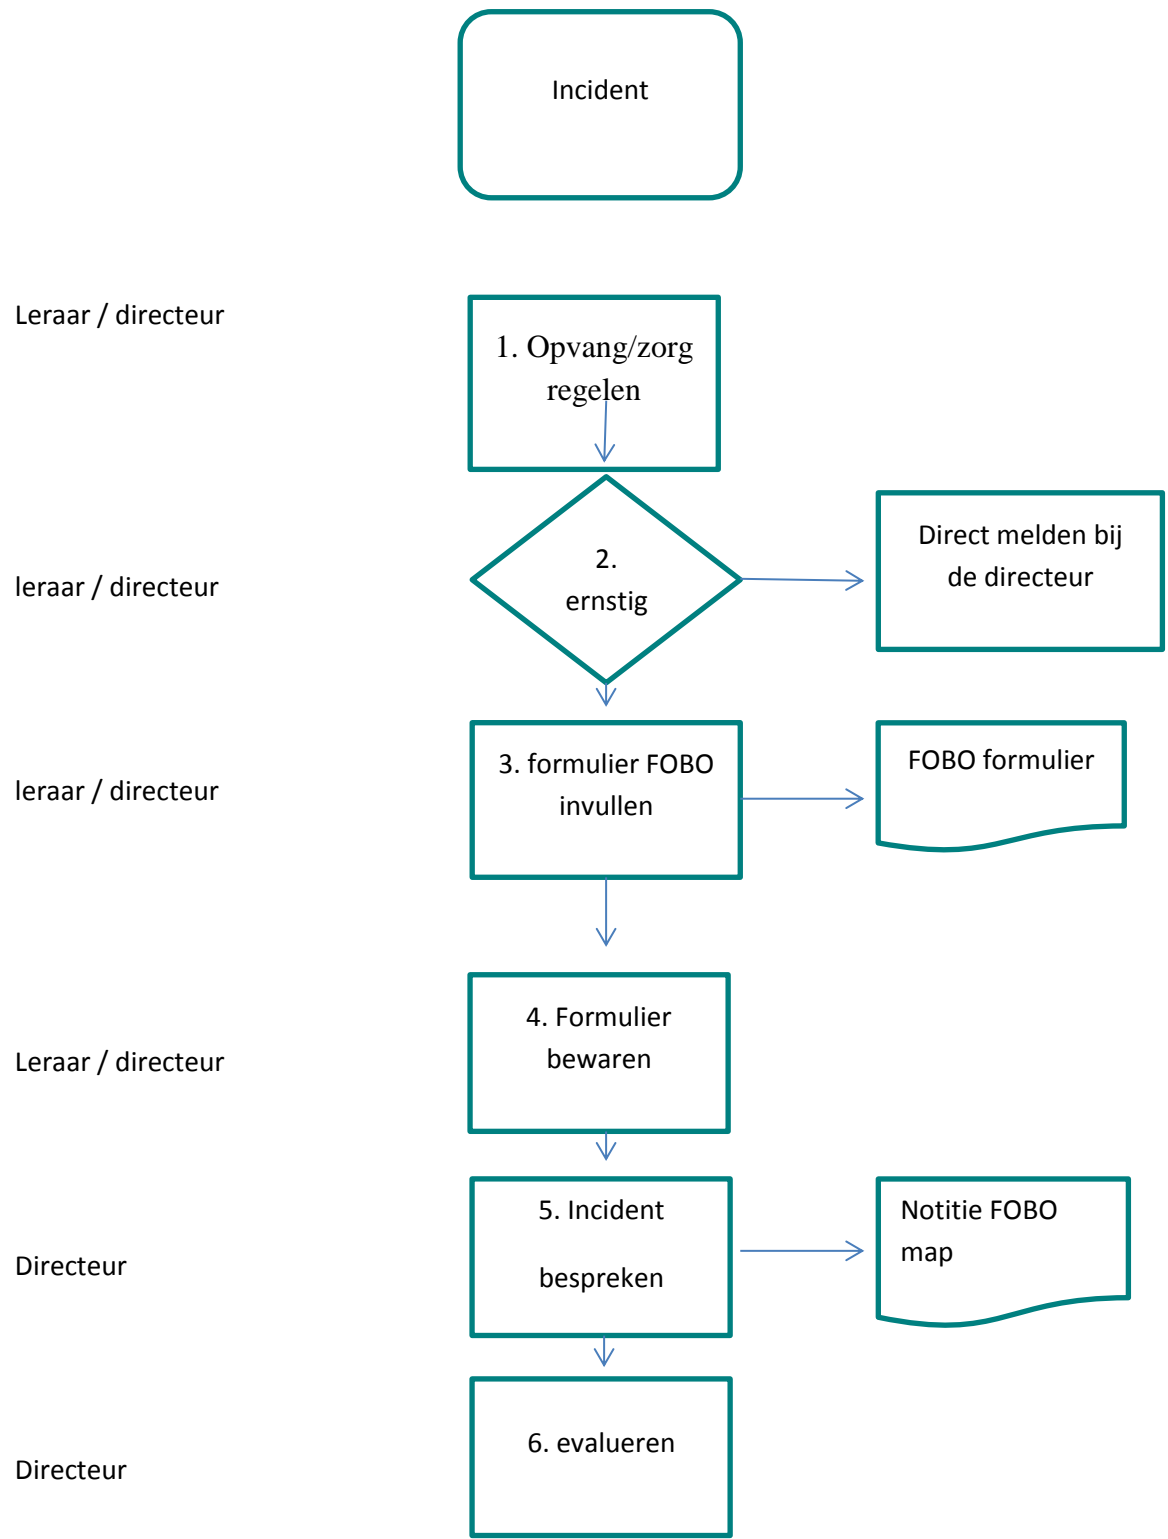 Incident
Leraar / directeur
1. Opvang/zorg
regelen
leraar / directeur
2.
ernstig
Direct melden bij
de directeur
leraar / directeur
3. formulier FOBO
invullen
FOBO formulier
Leraar / directeur
4. Formulier
bewaren
Directeur
5. Incident
bespreken
Notitie FOBO
map
Directeur
6. evalueren